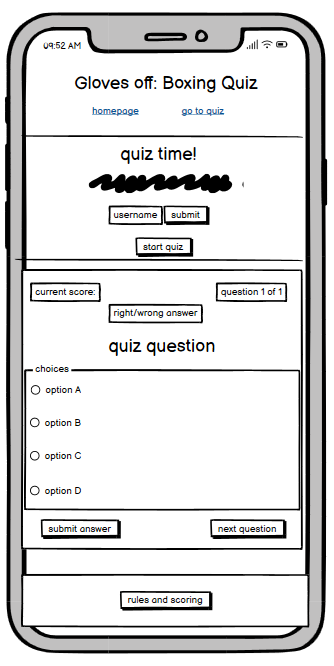 09:52 AM
Gloves off: Boxing Quiz
homepage go to quiz
quiz time!
username submit
start quiz
current score: question 1 of 1
right/wrong answer
quiz question
choices
option A
option B
option C
option D
submit answer next question
rules and scoring